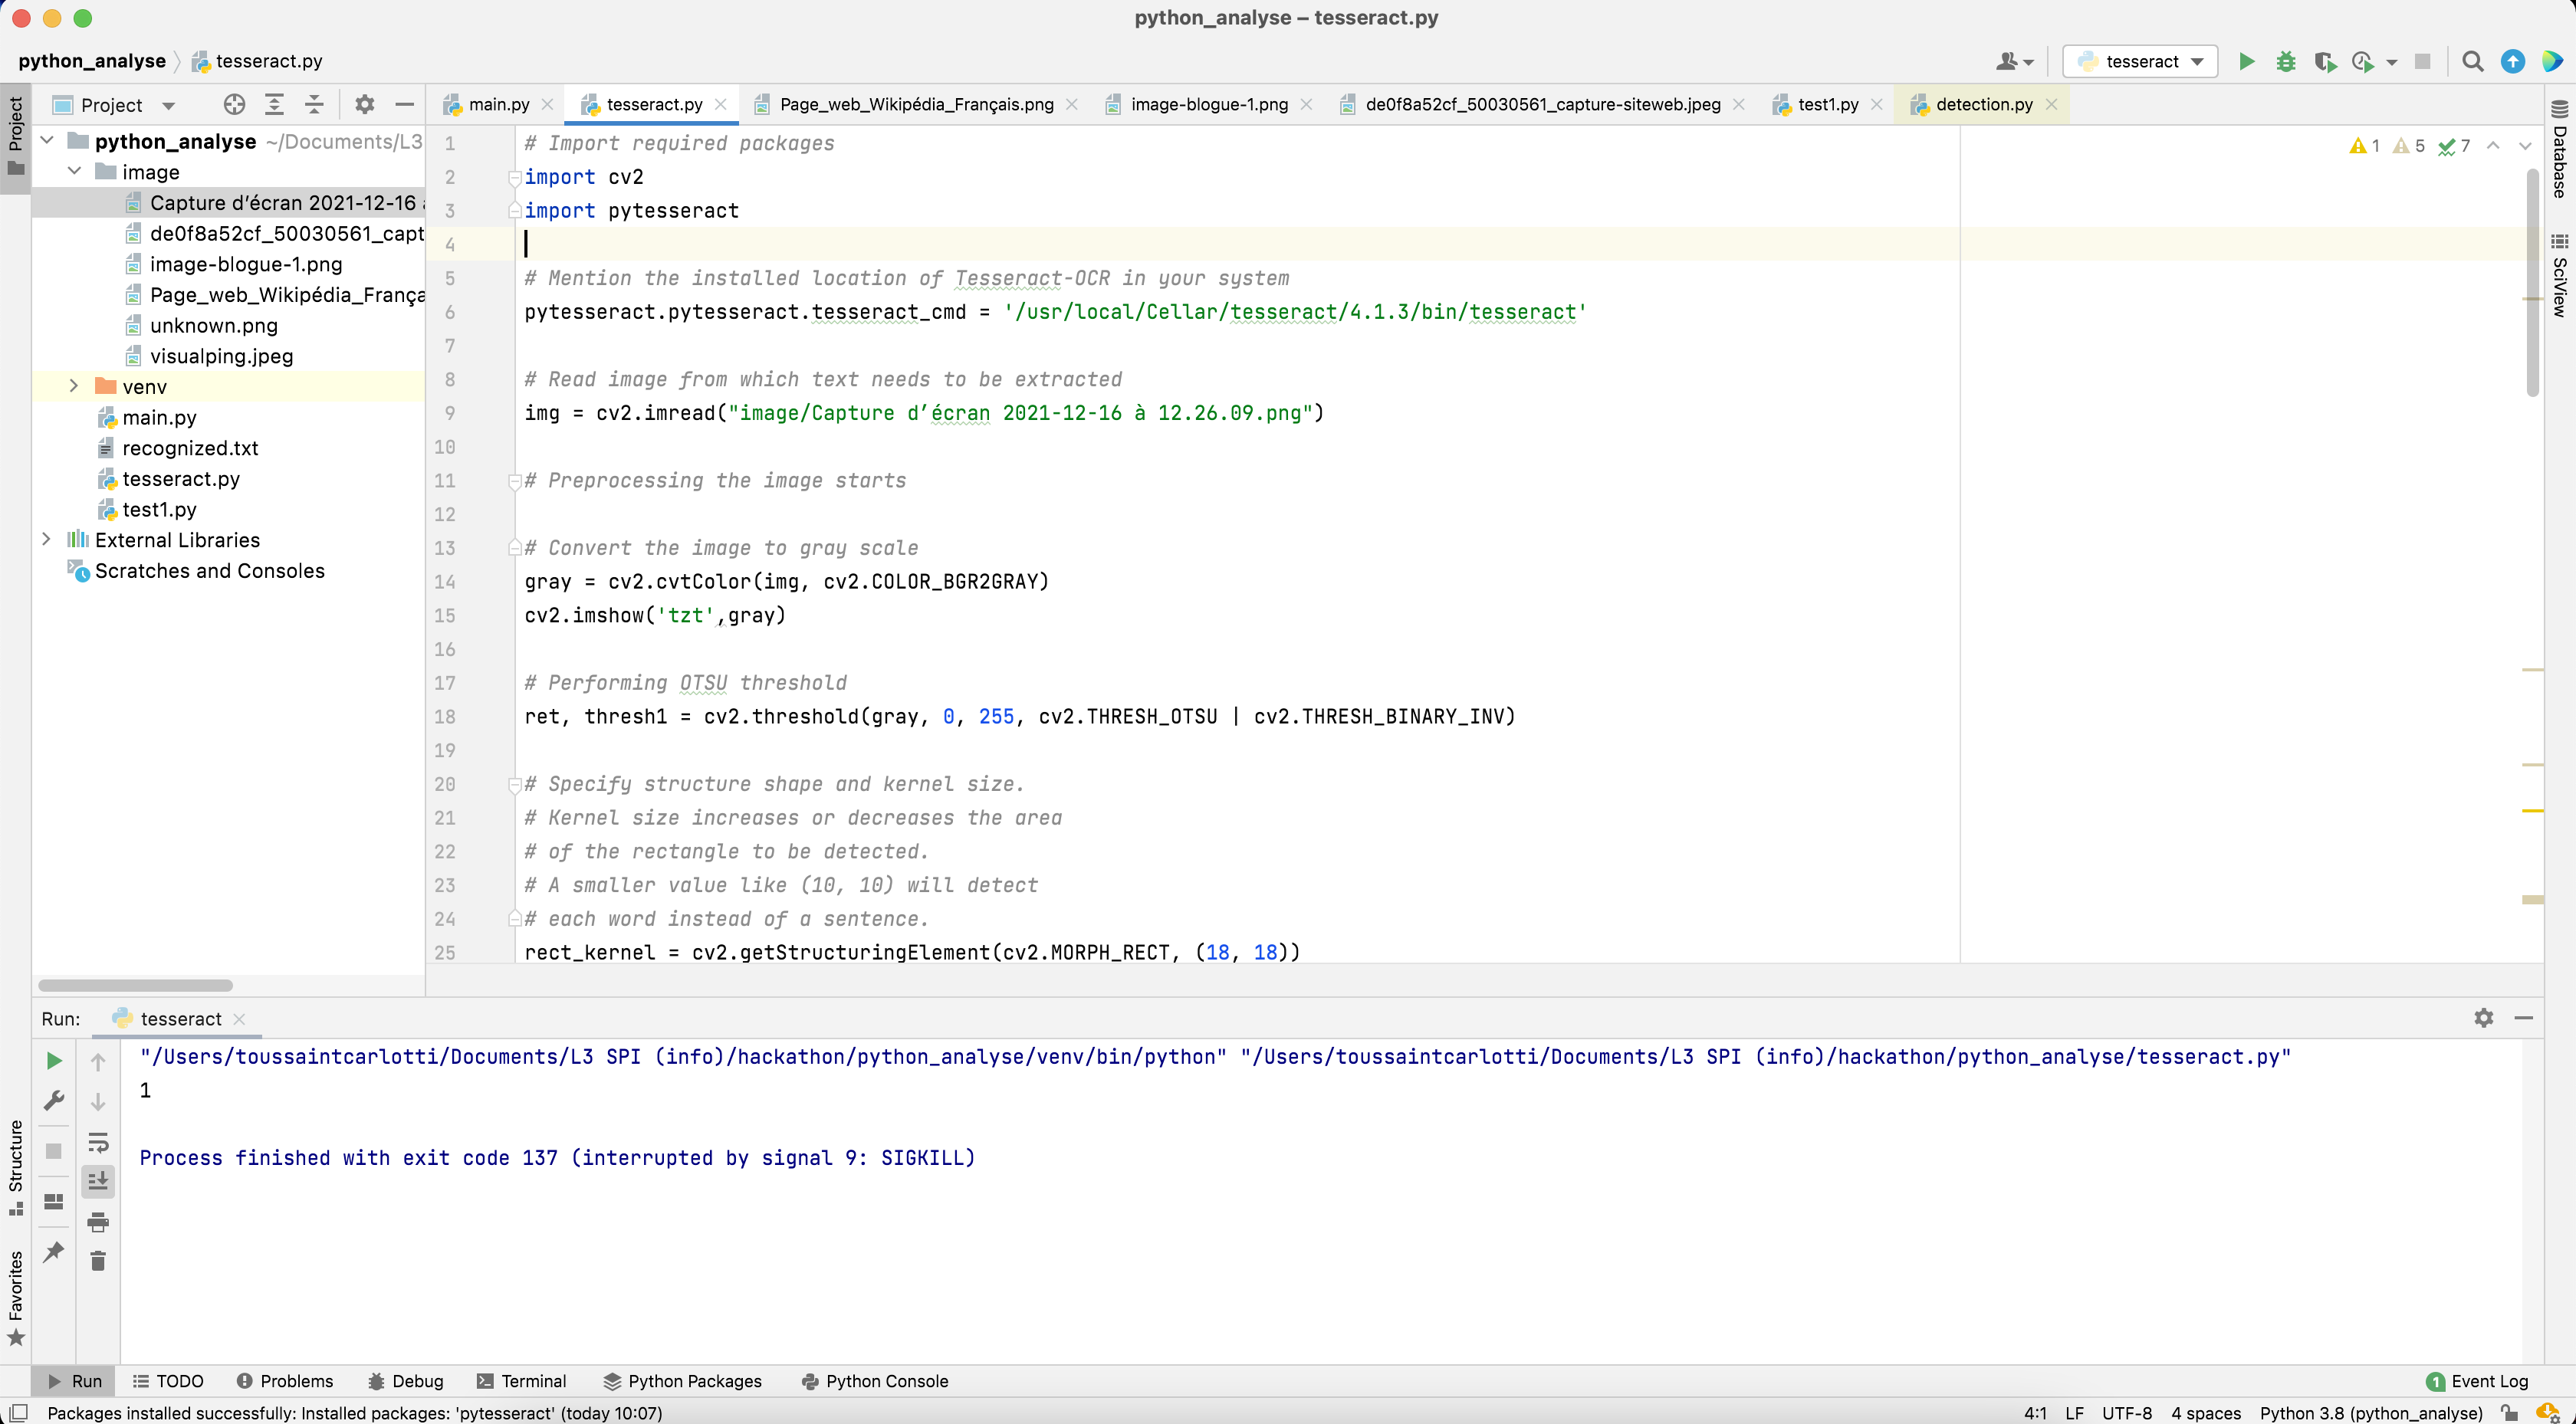 python_analyse – tesseract.py
python_analyse tesseract.py
tesseract
Project
main.py
tesseract.py
Page_web_Wikipédia_Français.png
image-blogue-1.png
de0f8a52cf_50030561_capture-siteweb.jpeg
test1.py
detection.py
Project
python_analyse ~/Documents/L3
image
Capture d’écran 2021-12-16
de0f8a52cf_50030561_capt
image-blogue-1.png
Page_web_Wikipédia_França
unknown.png
visualping.jpeg
venv
main.py
recognized.txt
tesseract.py
test1.py
External Libraries
Scratches and Consoles
1 # Import required packages
2 import cv2
3 import pytesseract
4
5 # Mention the installed location of Tesseract-OCR in your system
6 pytesseract.pytesseract.tesseract_cmd = '/usr/local/Cellar/tesseract/4.1.3/bin/tesseract'
7
8 # Read image from which text needs to be extracted
9 img = cv2.imread("image/Capture d’écran 2021-12-16 à 12.26.09.png")
10
11 # Preprocessing the image starts
12
13 # Convert the image to gray scale
14 gray = cv2.cvtColor(img, cv2.COLOR_BGR2GRAY)
15 cv2.imshow('tzt',gray)
16
17 # Performing OTSU threshold
18 ret, thresh1 = cv2.threshold(gray, 0, 255, cv2.THRESH_OTSU | cv2.THRESH_BINARY_INV)
19
20 # Specify structure shape and kernel size.
21 # Kernel size increases or decreases the area
22 # of the rectangle to be detected.
23 # A smaller value like (10, 10) will detect
24 # each word instead of a sentence.
25 rect_kernel = cv2.getStructuringElement(cv2.MORPH_RECT, (18, 18))
1 5 7
Database
SciView
Run: tesseract
"/Users/toussaintcarlotti/Documents/L3 SPI (info)/hackathon/python_analyse/venv/bin/python" "/Users/toussaintcarlotti/Documents/L3 SPI (info)/hackathon/python_analyse/tesseract.py"
1
Process finished with exit code 137 (interrupted by signal 9: SIGKILL)
Structure
Favorites
Run TODO Problems Debug Terminal Python Packages Python Console 1 Event Log
Packages installed successfully: Installed packages: 'pytesseract' (today 10:07) 4:1 LF UTF-8 4 spaces Python 3.8 (python_analyse)